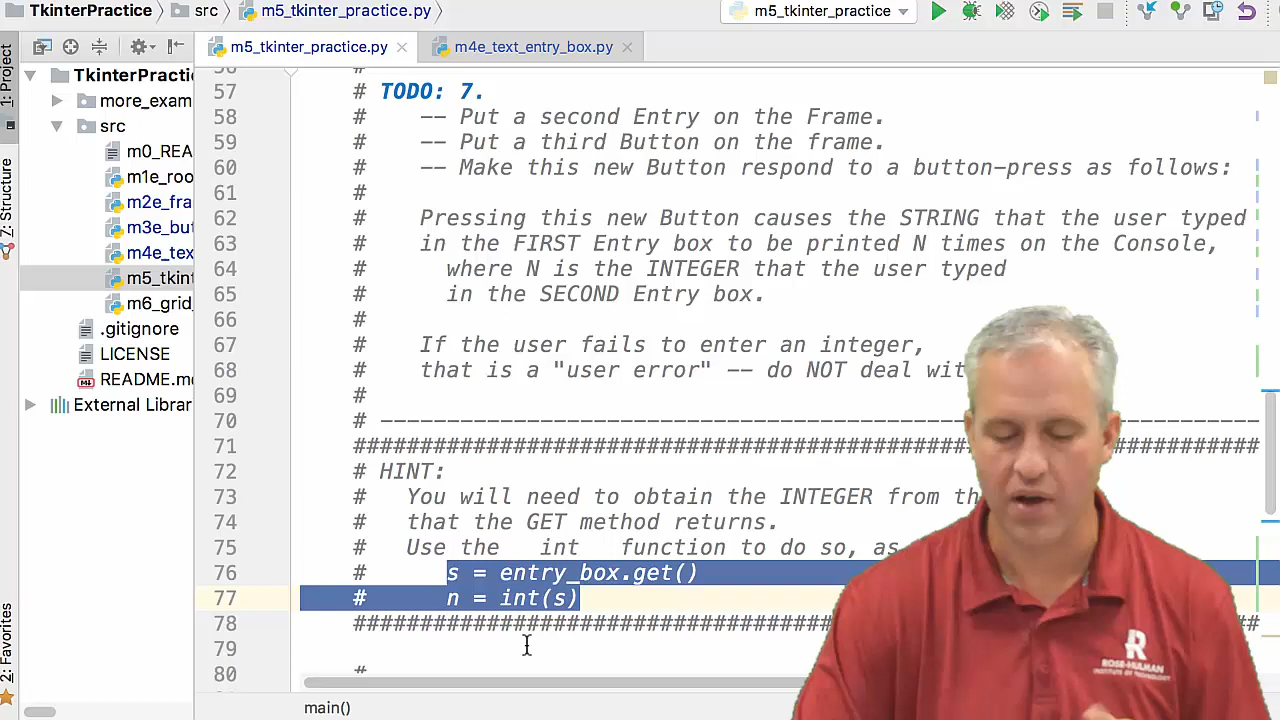 TkinterPractice
src
m5_tkinter_practice.py
m5_tkinter_practice.py
m5_tkinter_practice.py
m4e_text_entry_box.py
1: Project
7: Structure
2: Favorites
TkinterPractice
more_exam
src
m0_REA
m1e_roo
m2e_fra
m3e_but
m4e_tex
m5_tkint
m6_grid_
.gitignore
LICENSE
README.md
External Librar
57 # TODO: 7.
58 # -- Put a second Entry on the Frame.
59 # -- Put a third Button on the frame.
60 # -- Make this new Button respond to a button-press as follows:
61 #
62 # Pressing this new Button causes the STRING that the user typed
63 # in the FIRST Entry box to be printed N times on the Console,
64 # where N is the INTEGER that the user typed
65 # in the SECOND Entry box.
66 #
67 # If the user fails to enter an integer,
68 # that is a "user error" -- do NOT deal wit
69 #
70 # ------------------------------------------------------------------
71 ####################################################################
72 # HINT:
73 # You will need to obtain the INTEGER from th
74 # that the GET method returns.
75 # Use the int function to do so, as
76 # s = entry_box.get()
77 # n = int(s)
78 ####################################################################
79
80 #
main()
R
ROSE-HULMAN
INSTITUTE OF TECHNOLOGY